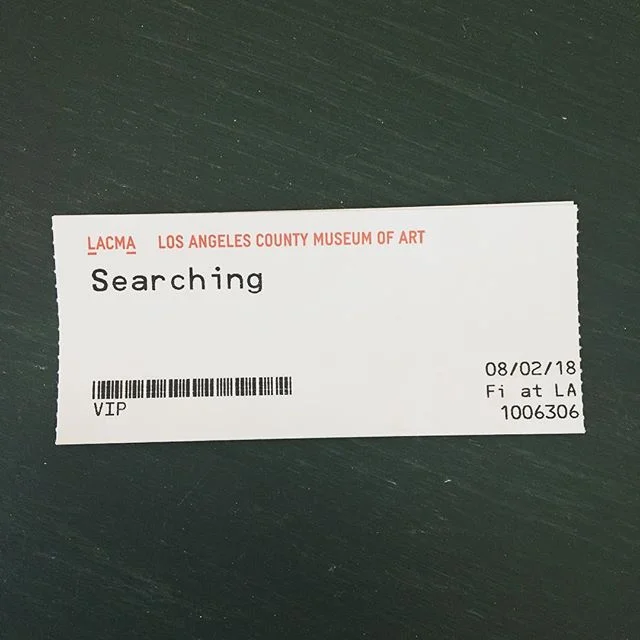 LACMA LOS ANGELES COUNTY MUSEUM OF ART
Searching
VIP
08/02/18
Fi at LA
1006306